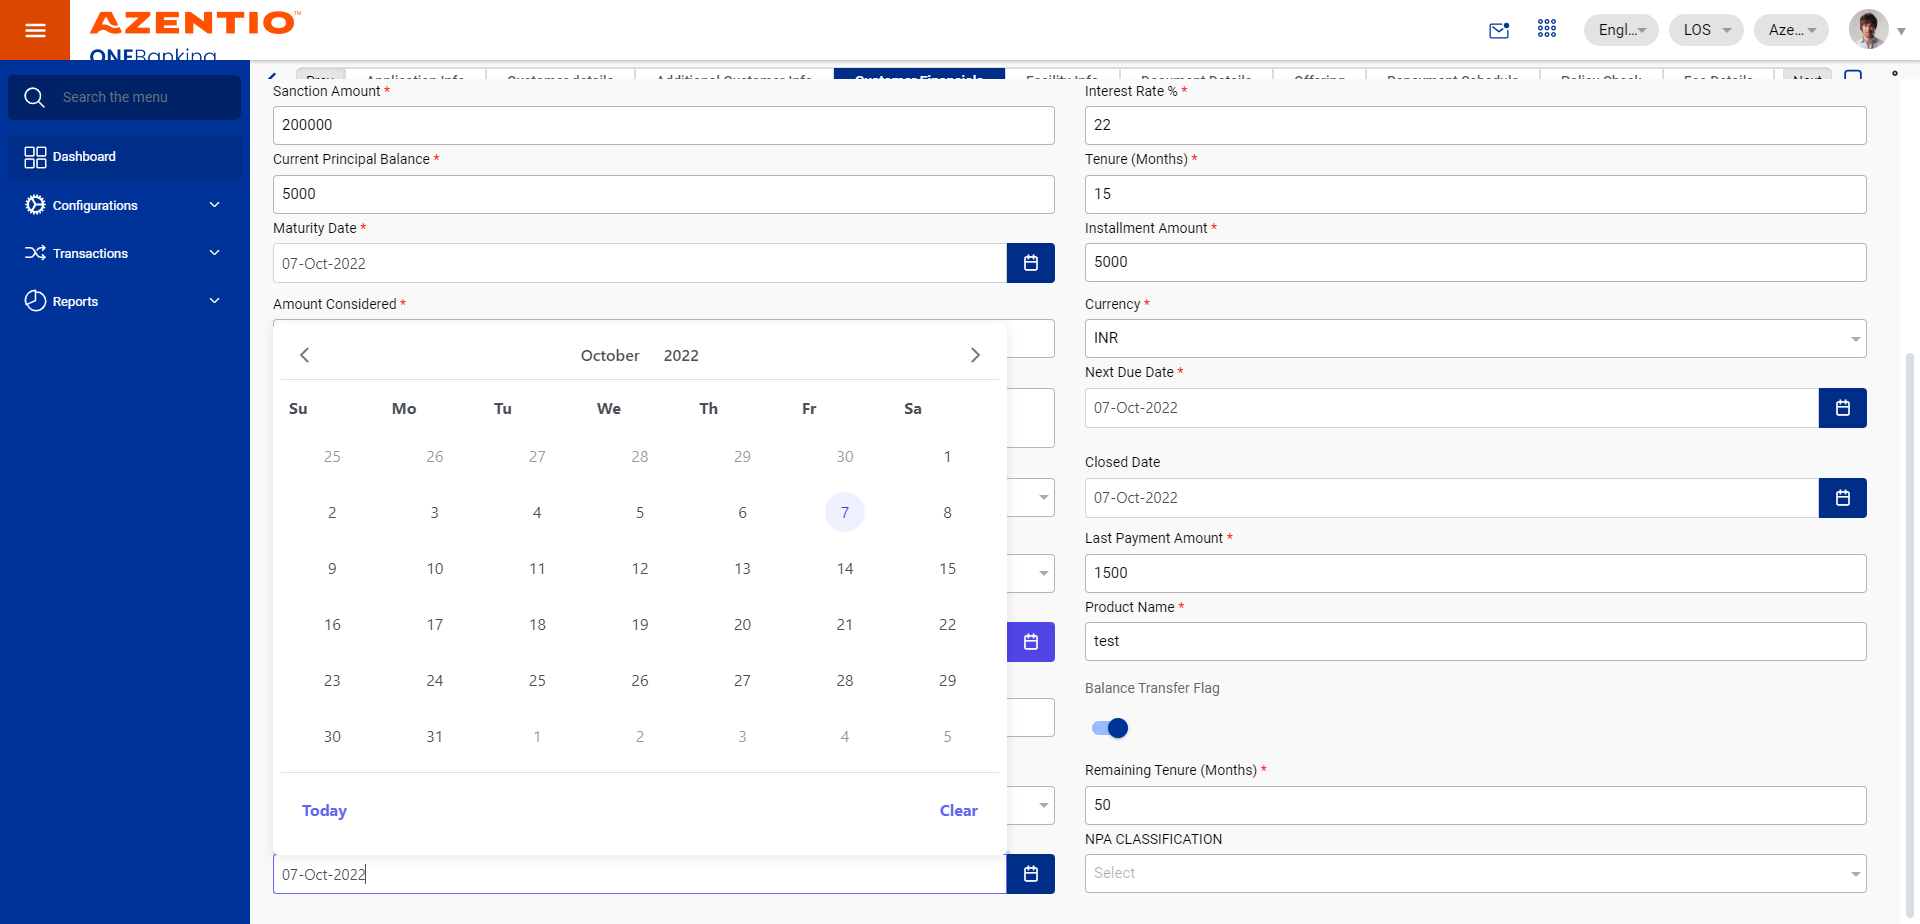 AZENTIO™
ONEBanking
Engl...
LOS
Aze...
Search the menu
Dashboard
Configurations
Transactions
Reports
Prev
Application Info
Customer details
Additional Customer Info
Customer Financials
Facility Info
Document Details
Offering
Repayment Schedule
Policy Check
Fee Details
Next
Sanction Amount *
200000
Interest Rate % *
22
Current Principal Balance *
5000
Tenure (Months) *
15
Maturity Date *
07-Oct-2022
Installment Amount *
5000
Amount Considered *
Currency *
INR
Next Due Date *
07-Oct-2022
Closed Date
07-Oct-2022
Last Payment Amount *
1500
Product Name *
test
Balance Transfer Flag
Remaining Tenure (Months) *
50
NPA CLASSIFICATION
Select
October 2022
Su Mo Tu We Th Fr Sa
25 26 27 28 29 30 1
2 3 4 5 6 7 8
9 10 11 12 13 14 15
16 17 18 19 20 21 22
23 24 25 26 27 28 29
30 31 1 2 3 4 5
Today Clear
07-Oct-2022